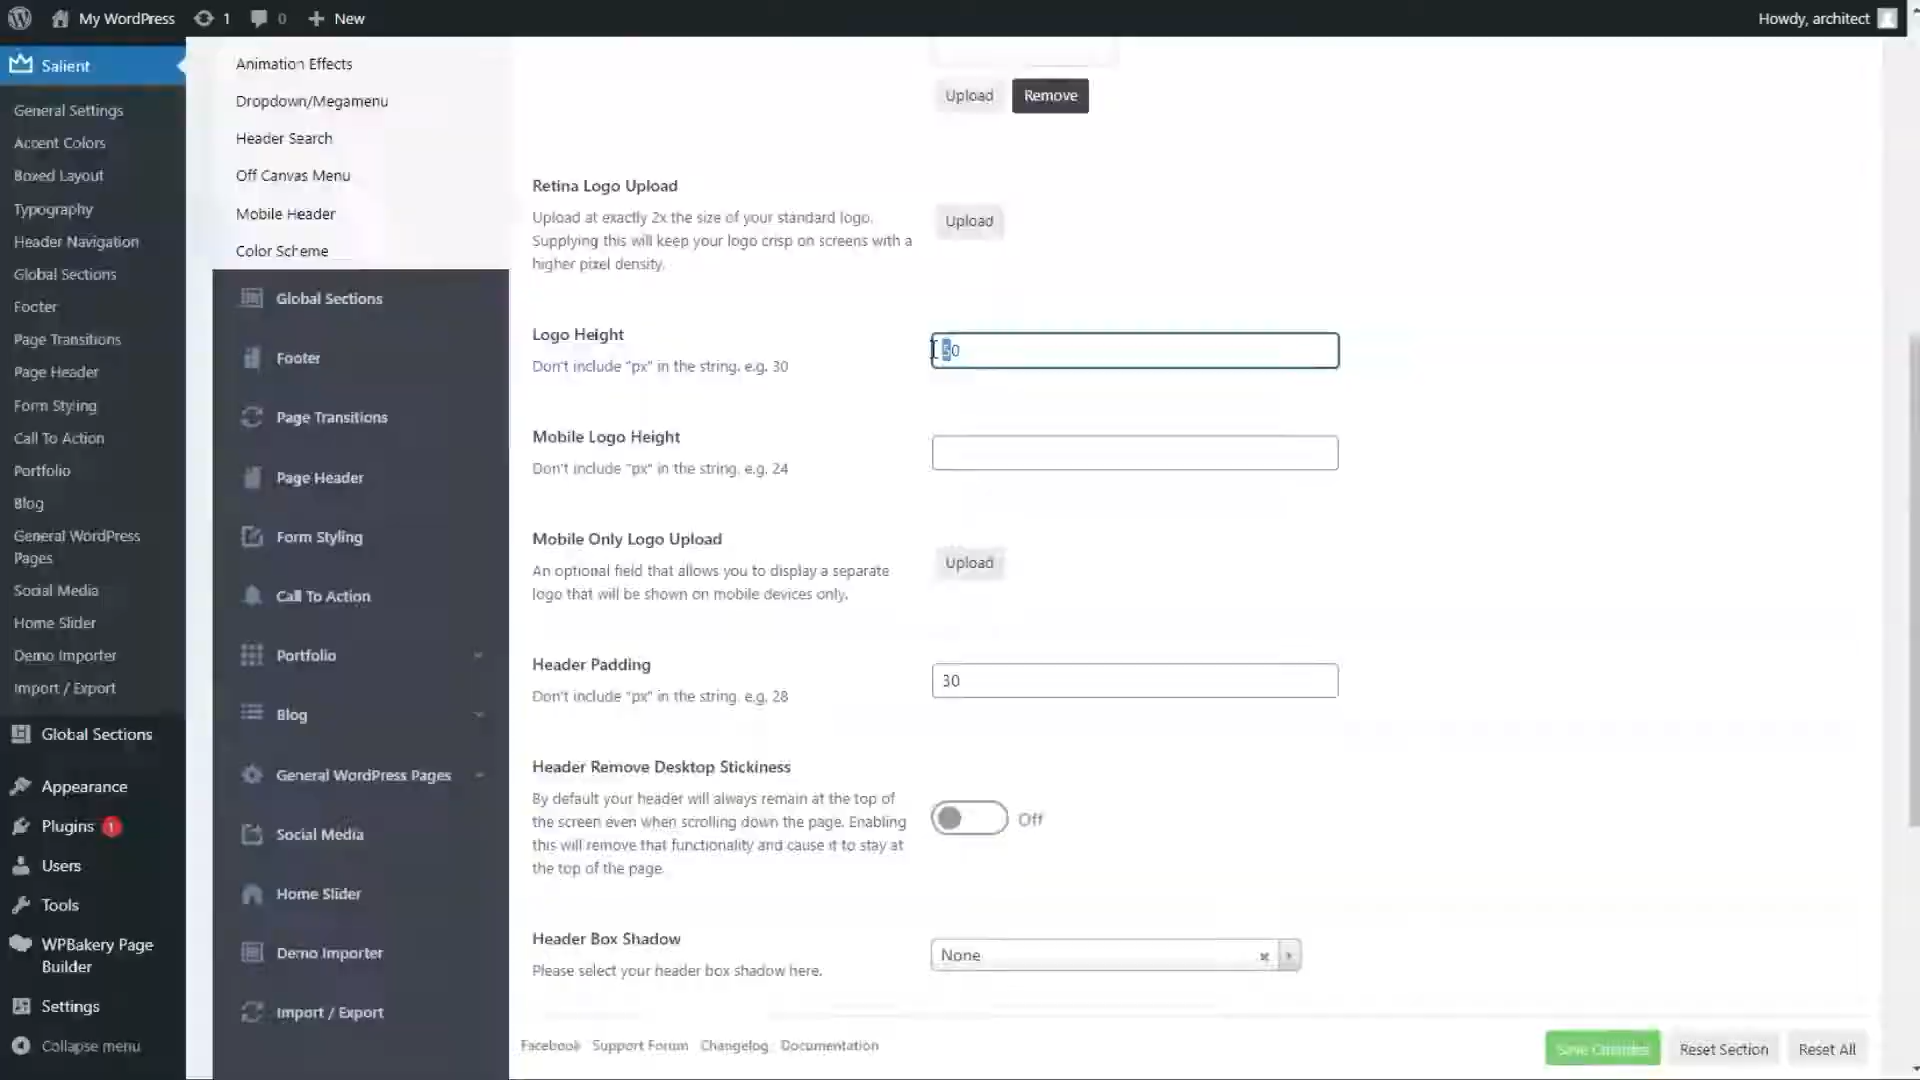 My WordPress
1
0
New
Howdy, architect
Salient
General Settings
Accent Colors
Boxed Layout
Typography
Header Navigation
Global Sections
Footer
Page Transitions
Page Header
Form Styling
Call To Action
Portfolio
Blog
General WordPress
Pages
Social Media
Home Slider
Demo Importer
Import / Export
Global Sections
Appearance
Plugins 1
Users
Tools
WPBakery Page
Builder
Settings
Collapse menu
Animation Effects
Dropdown/Megamenu
Header Search
Off Canvas Menu
Mobile Header
Color Scheme
Global Sections
Footer
Page Transitions
Page Header
Form Styling
Call To Action
Portfolio
Blog
General WordPress Pages
Social Media
Home Slider
Demo Importer
Import / Export
Upload
Remove
Retina Logo Upload
Upload at exactly 2x the size of your standard logo.
Supplying this will keep your logo crisp on screens with a
higher pixel density.
Upload
Logo Height
Don't include "px" in the string. e.g. 30
50
Mobile Logo Height
Don't include "px" in the string. e.g. 24
Mobile Only Logo Upload
An optional field that allows you to display a separate
logo that will be shown on mobile devices only.
Upload
Header Padding
Don't include "px" in the string. e.g. 28
30
Header Remove Desktop Stickiness
By default your header will always remain at the top of
the screen even when scrolling down the page. Enabling
this will remove that functionality and cause it to stay at
the top of the page.
Off
Header Box Shadow
Please select your header box shadow here.
None
Facebook
Support Forum
Changelog
Documentation
Save Changes
Reset Section
Reset All